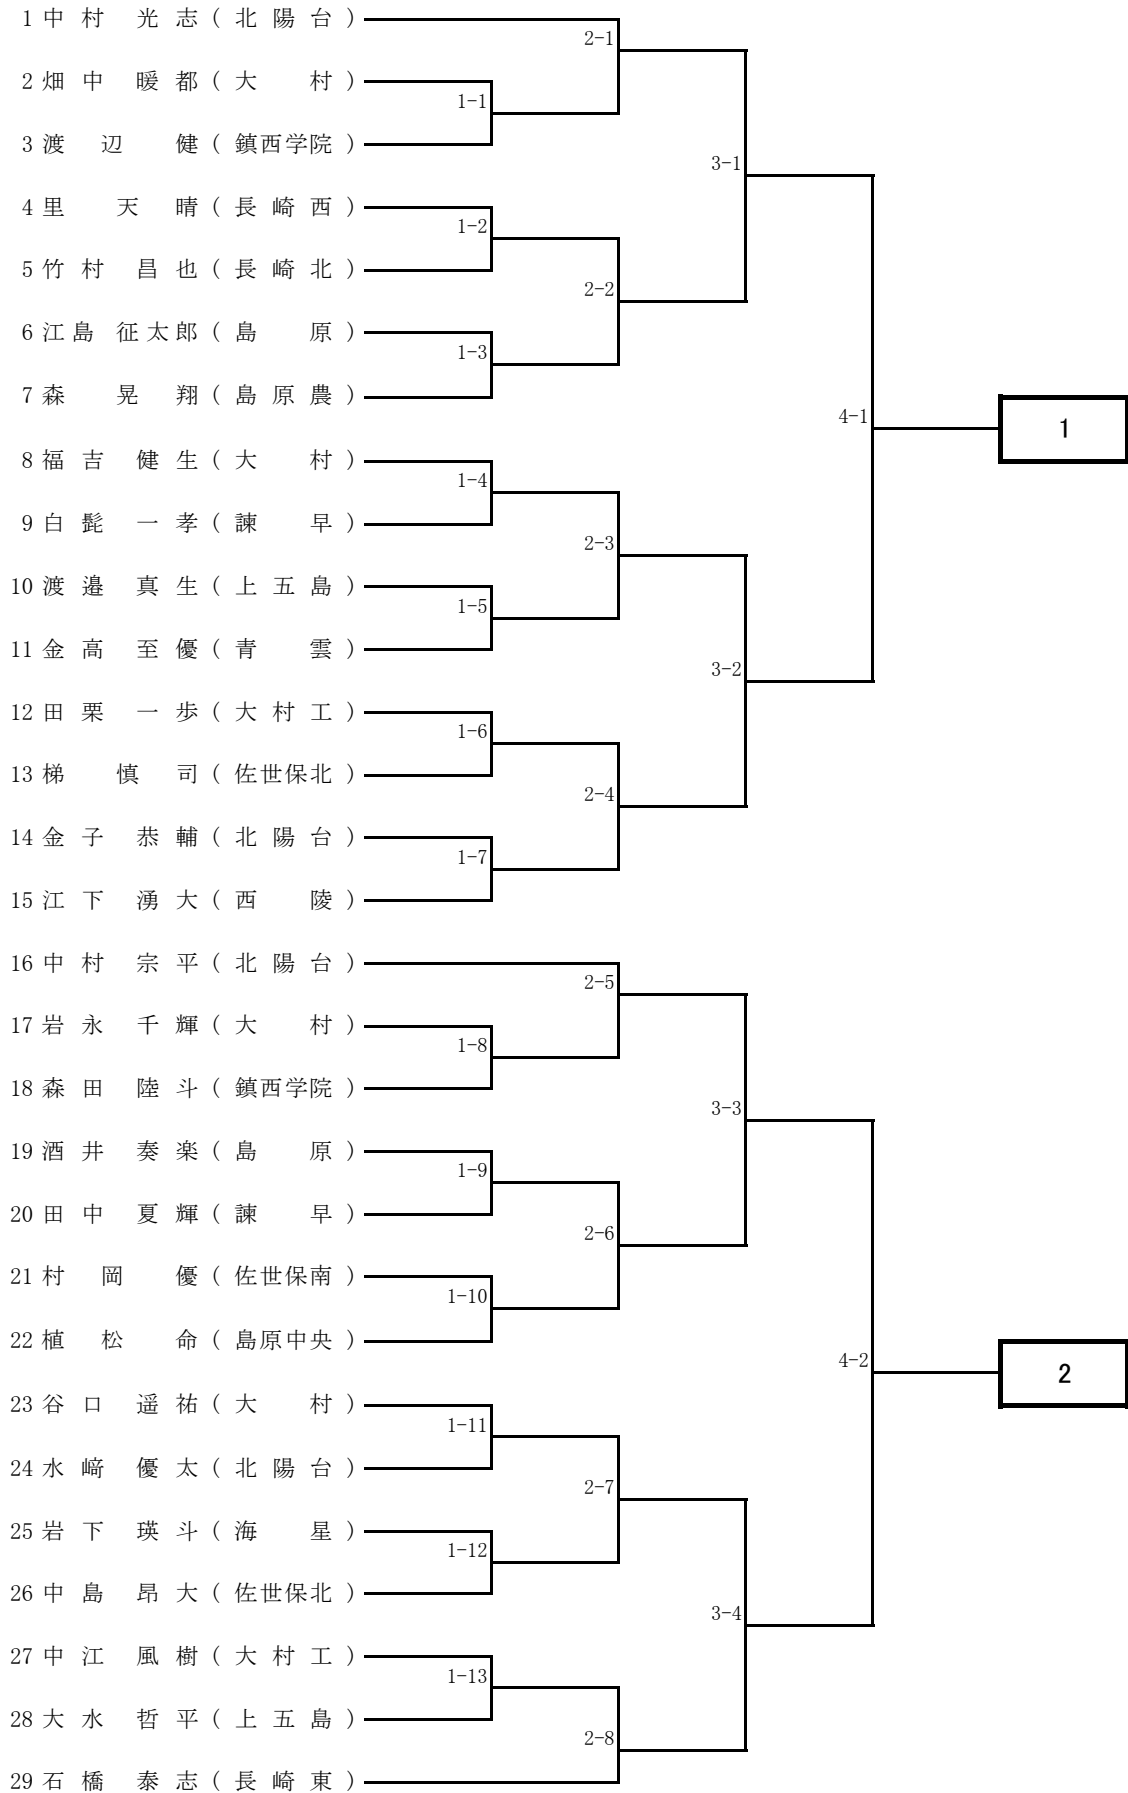 1 中村 光志 ( 北陽台 )
2-1
2 畑中 暖都 ( 大村 )
1-1
3 渡辺 健 ( 鎮西学院 )
3-1
4 里 天晴 ( 長崎西 )
1-2
5 竹村 昌也 ( 長崎北 )
2-2
6 江島 征太郎 ( 島原 )
1-3
7 森 晃翔 ( 島原農 )
4-1
1
8 福吉 健生 ( 大村 )
1-4
9 白髭 一孝 ( 諫早 )
2-3
10 渡邉 真生 ( 上五島 )
1-5
11 金高 至優 ( 青雲 )
3-2
12 田栗 一歩 ( 大村工 )
1-6
13 梯 慎司 ( 佐世保北 )
2-4
14 金子 恭輔 ( 北陽台 )
1-7
15 江下 湧大 ( 西陵 )
16 中村 宗平 ( 北陽台 )
2-5
17 岩永 千輝 ( 大村 )
1-8
18 森田 陸斗 ( 鎮西学院 )
3-3
19 酒井 奏楽 ( 島原 )
1-9
20 田中 夏輝 ( 諫早 )
2-6
21 村岡 優 ( 佐世保南 )
1-10
22 植松 命 ( 島原中央 )
4-2
2
23 谷口 遥祐 ( 大村 )
1-11
24 水﨑 優太 ( 北陽台 )
2-7
25 岩下 瑛斗 ( 海星 )
1-12
26 中島 昂大 ( 佐世保北 )
3-4
27 中江 風樹 ( 大村工 )
1-13
28 大水 哲平 ( 上五島 )
2-8
29 石橋 泰志 ( 長崎東 )